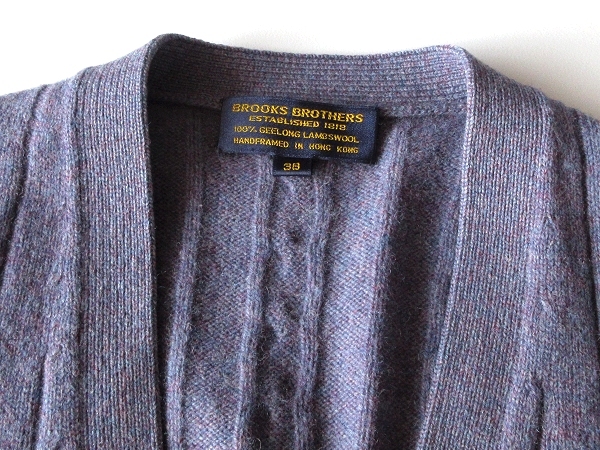 BROOKS BROTHERS
ESTABLISHED 1818
100% GEELONG LAMBSWOOL
HANDFRAMED IN HONG KONG
38